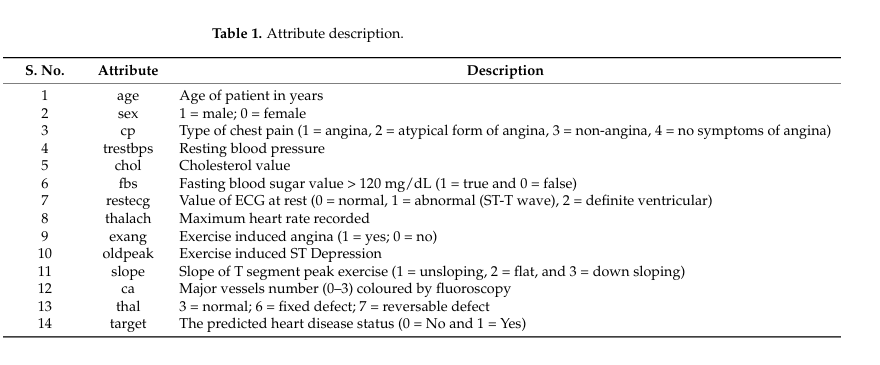 Table 1. Attribute description.
S. No. Attribute Description
1 age Age of patient in years
2 sex 1 = male; 0 = female
3 cp Type of chest pain (1 = angina, 2 = atypical form of angina, 3 = non-angina, 4 = no symptoms of angina)
4 trestbps Resting blood pressure
5 chol Cholesterol value
6 fbs Fasting blood sugar value > 120 mg/dL (1 = true and 0 = false)
7 restecg Value of ECG at rest (0 = normal, 1 = abnormal (ST-T wave), 2 = definite ventricular)
8 thalach Maximum heart rate recorded
9 exang Exercise induced angina (1 = yes; 0 = no)
10 oldpeak Exercise induced ST Depression
11 slope Slope of T segment peak exercise (1 = unsloping, 2 = flat, and 3 = down sloping)
12 ca Major vessels number (0–3) coloured by fluoroscopy
13 thal 3 = normal; 6 = fixed defect; 7 = reversable defect
14 target The predicted heart disease status (0 = No and 1 = Yes)